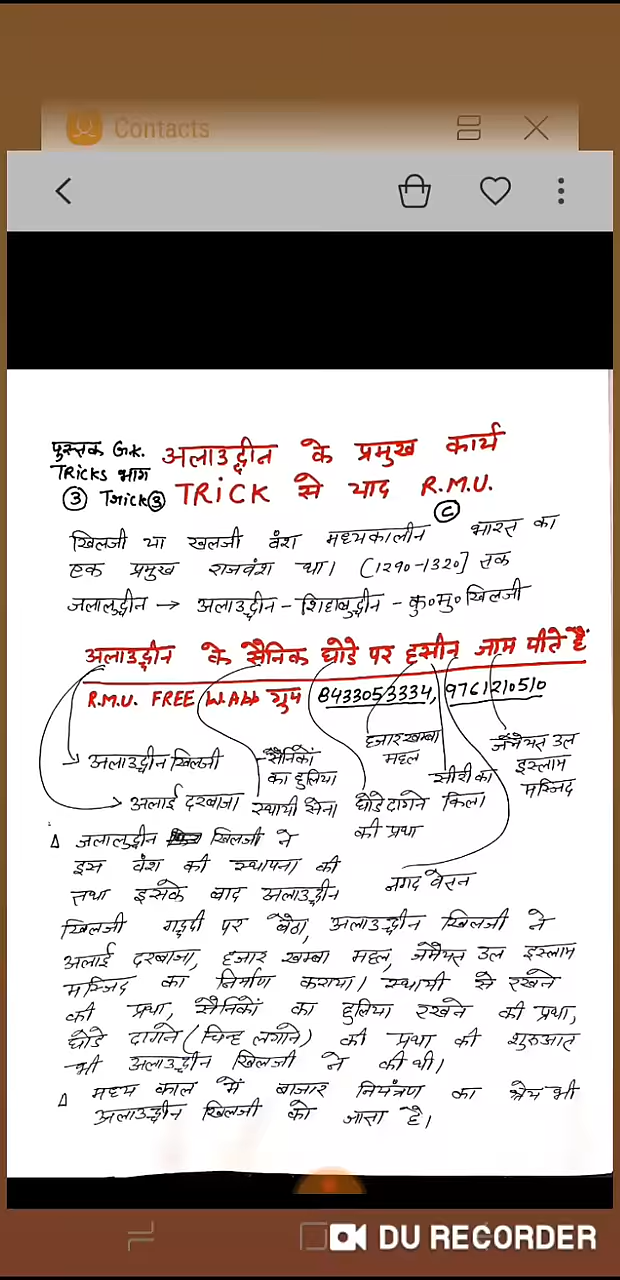 Contacts
पुस्तक G.K. अलाउद्दीन के प्रमुख कार्य
TRICKS भाग
③ Trick③ TRICK से याद R.M.U.
©
खिलजी या खलजी वंश मध्यकालीन भारत का
एक प्रमुख राजवंश था। (1290-1320] तक
जलालुद्दीन → अलाउद्दीन - शिहाबुद्दीन - कु०मु० खिलजी
अलाउद्दीन के सैनिक घोडे पर हसीन जाम पीते हैं
R.M.U. FREE W.Abb ग्रुप (8433053334, 9761210510
→ अलाउद्दीन खिलजी
सैनिकों का हुलिया
हजार खम्बा महल
जमैयत उल इस्लाम मस्जिद
→ अलाई दरबाजा
स्थायी सेना
घोडे दागने की प्रथा
सीरी का किला
नगद वेतन
Δ जलालुद्दीन खिलजी ने
इस वंश की स्थापना की
तथा इसके बाद अलाउद्दीन
खिलजी गद्दी पर बैठा, अलाउद्दीन खिलजी ने
अलाई दरबाजा, हजार खम्बा महल, जमैयत उल इस्लाम
मस्जिद का निर्माण कराया। स्थायी से रखने
की प्रथा, सैनिकों का हुलिया रखने की प्रथा,
घोडे दागने (चिन्ह लगाने) की प्रथा की शुरुआत
भी अलाउद्दीन खिलजी ने की थी।
Δ मध्य काल में बाजार नियंत्रण का श्रेय भी
अलाउद्दीन खिलजी को जाता है।
DU RECORDER